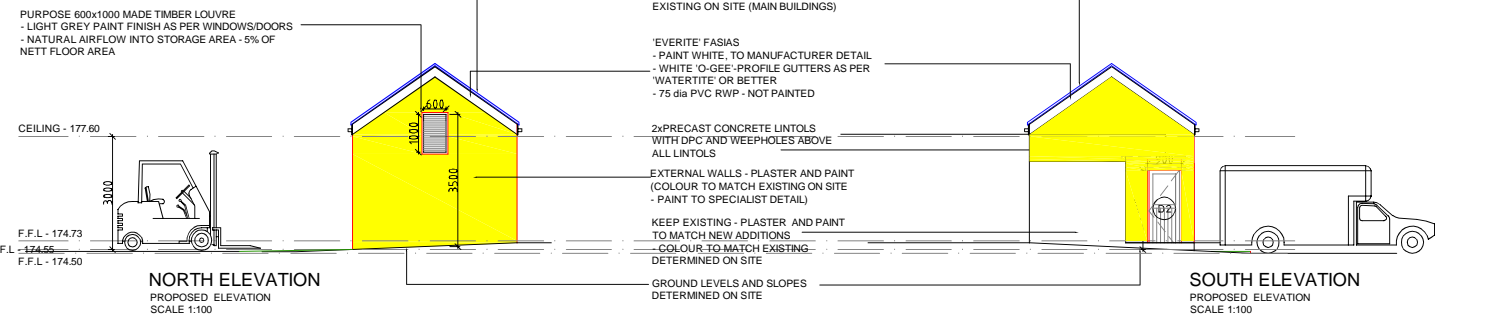 PURPOSE 600x1000 MADE TIMBER LOUVRE
- LIGHT GREY PAINT FINISH AS PER WINDOWS/DOORS
- NATURAL AIRFLOW INTO STORAGE AREA - 5% OF
NETT FLOOR AREA
EXISTING ON SITE (MAIN BUILDINGS)
'EVERITE' FASIAS
- PAINT WHITE, TO MANUFACTURER DETAIL
- WHITE 'O-GEE'-PROFILE GUTTERS AS PER
'WATERTITE' OR BETTER
- 75 dia PVC RWP - NOT PAINTED
2xPRECAST CONCRETE LINTOLS
WITH DPC AND WEEPHOLES ABOVE
ALL LINTOLS
EXTERNAL WALLS - PLASTER AND PAINT
(COLOUR TO MATCH EXISTING ON SITE
- PAINT TO SPECIALIST DETAIL)
KEEP EXISTING - PLASTER AND PAINT
TO MATCH NEW ADDITIONS
- COLOUR TO MATCH EXISTING
DETERMINED ON SITE
GROUND LEVELS AND SLOPES
DETERMINED ON SITE
CEILING - 177.60
3000
600
1000
3500
F.F.L - 174.73
F.L - 174.55
F.F.L - 174.50
D2
NORTH ELEVATION
PROPOSED ELEVATION
SCALE 1:100
SOUTH ELEVATION
PROPOSED ELEVATION
SCALE 1:100